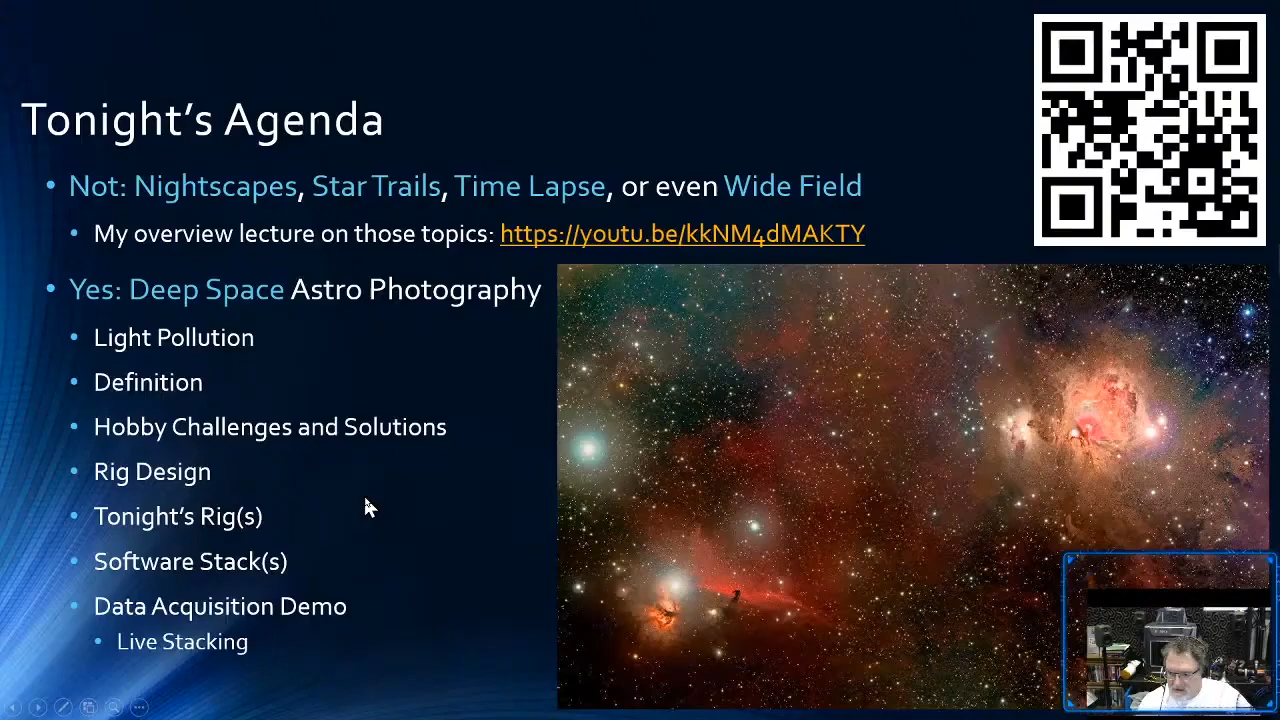 Tonight's Agenda
• Not: Nightscapes, Star Trails, Time Lapse, or even Wide Field
• My overview lecture on those topics: https://youtu.be/kkNM4dMAKTY
• Yes: Deep Space Astro Photography
• Light Pollution
• Definition
• Hobby Challenges and Solutions
• Rig Design
• Tonight's Rig(s)
• Software Stack(s)
• Data Acquisition Demo
• Live Stacking